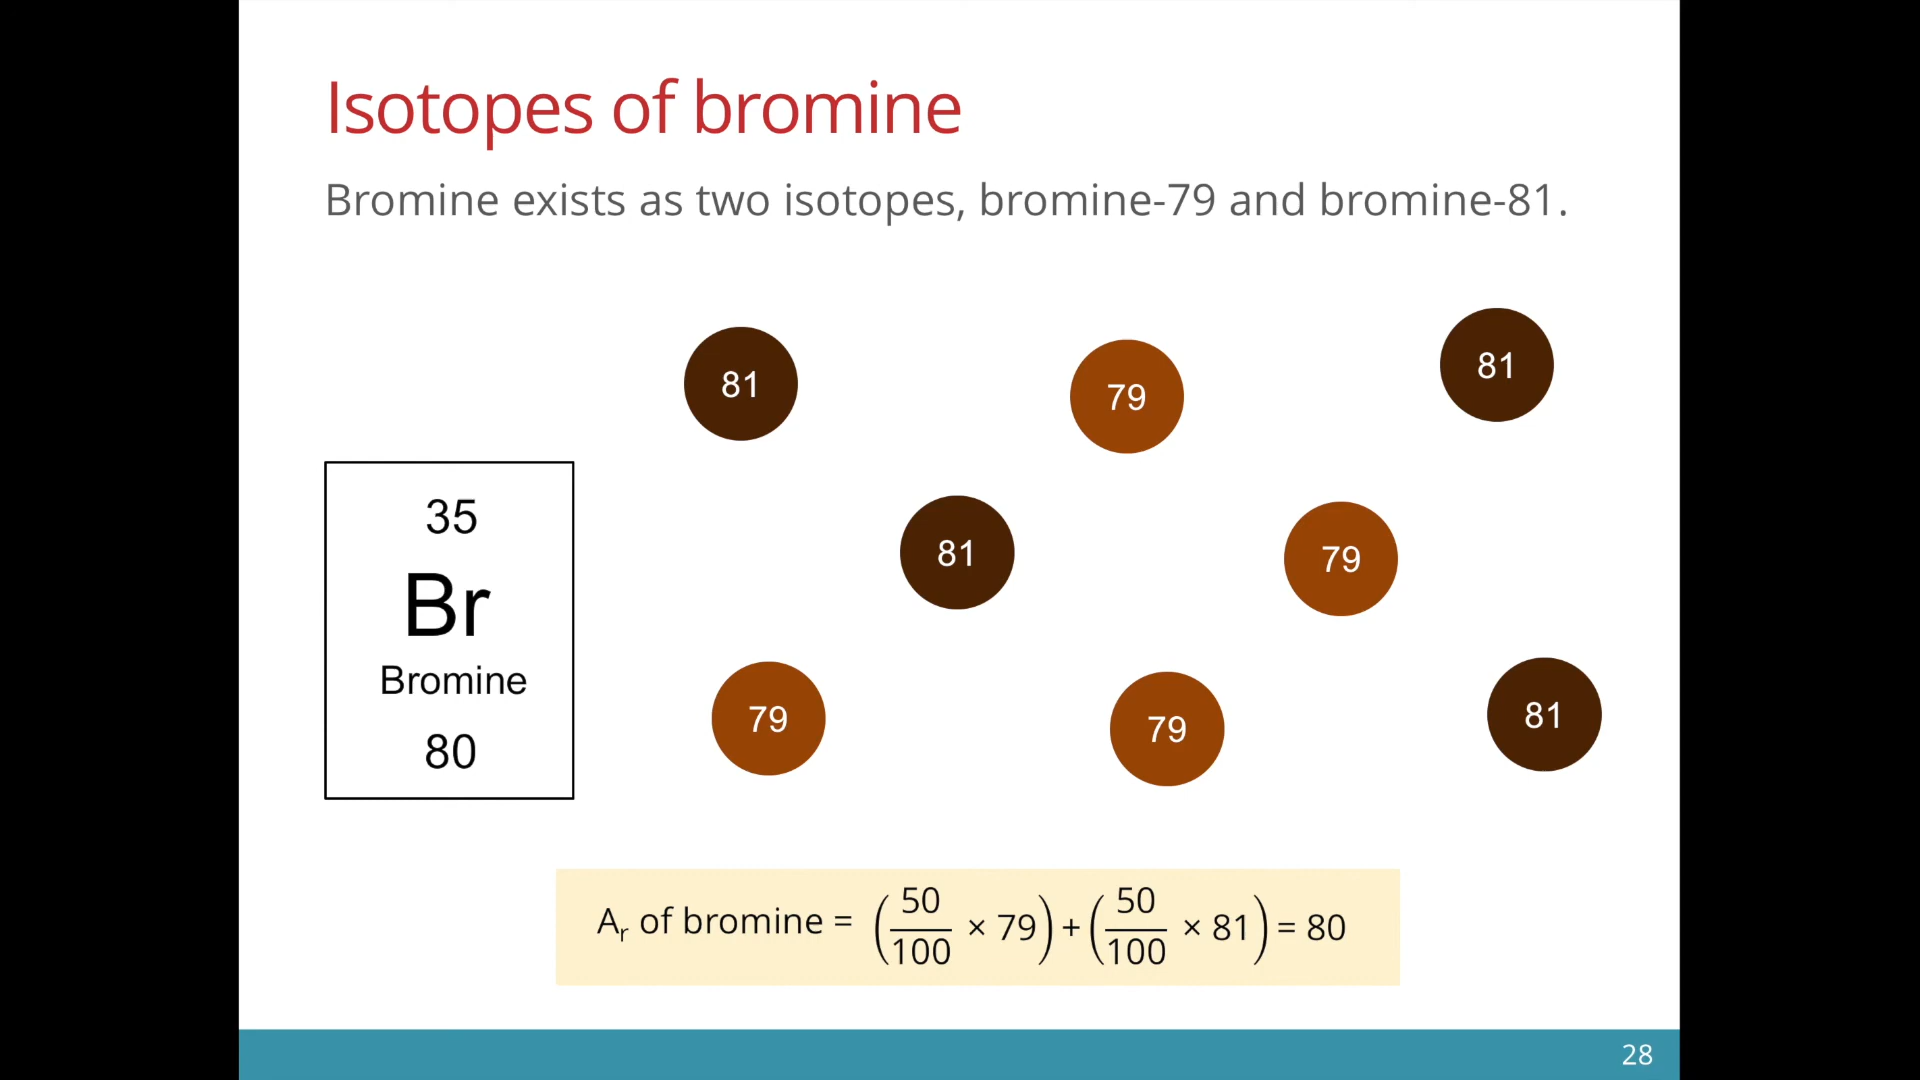 Isotopes of bromine
Bromine exists as two isotopes, bromine-79 and bromine-81.
81
79
81
81
79
79
79
81
35
Br
Bromine
80
Aᵣ of bromine = (50/100 × 79) + (50/100 × 81) = 80
28